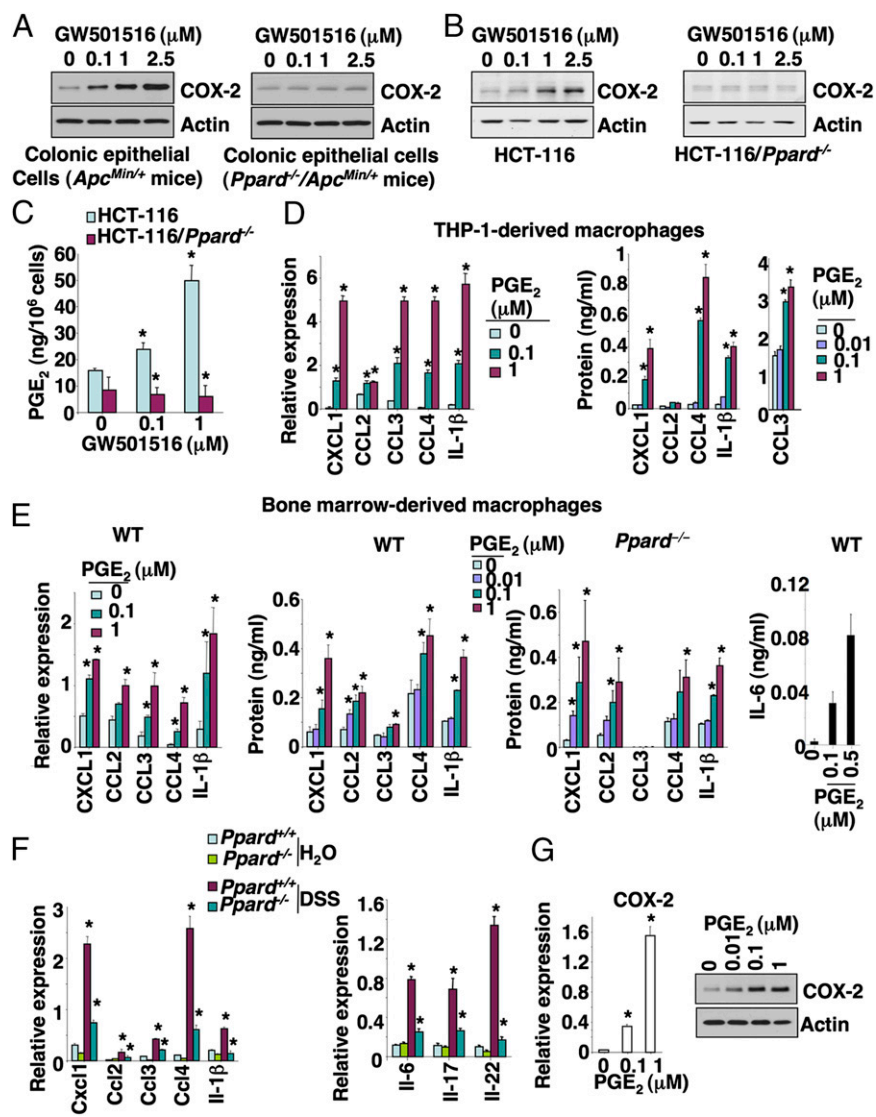 A
GW501516 (μM)
0 0.1 1 2.5
COX-2
Actin
Colonic epithelial
Cells (Apc^Min/+ mice)
GW501516 (μM)
0 0.1 1 2.5
COX-2
Actin
Colonic epithelial cells
(Ppard^-/-/Apc^Min/+ mice)
B
GW501516 (μM)
0 0.1 1 2.5
COX-2
Actin
HCT-116
GW501516 (μM)
0 0.1 1 2.5
COX-2
Actin
HCT-116/Ppard^-/-
C
HCT-116
HCT-116/Ppard^-/-
PGE2 (ng/10^6 cells)
60
50
40
30
20
10
0
* * * *
0 0.1 1
GW501516 (μM)
D
THP-1-derived macrophages
Relative expression
6
4
2
0
* * * * * * * * * *
CXCL1 CCL2 CCL3 CCL4 IL-1β
PGE2
(μM)
0
0.1
1
Protein (ng/ml)
1
0.8
0.6
0.4
0.2
0
* * * * * *
CXCL1 CCL2 CCL4 IL-1β
4
3
2
1
0
* *
CCL3
PGE2
(μM)
0
0.01
0.1
1
E
Bone marrow-derived macrophages
WT
PGE2 (μM)
0
0.1
1
Relative expression
2
1
0
* * * * * * * * *
CXCL1 CCL2 CCL3 CCL4 IL-1β
WT
Protein (ng/ml)
0.6
0.4
0.2
0
* * * * * * * * * *
CXCL1 CCL2 CCL3 CCL4 IL-1β
PGE2 (μM)
0
0.01
0.1
1
Ppard^-/-
Protein (ng/ml)
0.6
0.4
0.2
0
* * * * * * * *
CXCL1 CCL2 CCL3 CCL4 IL-1β
WT
IL-6 (ng/ml)
0.12
0.08
0.04
0
0 0.1 0.5
PGE2
(μM)
F
Ppard^+/+
Ppard^-/- H2O
Ppard^+/+
Ppard^-/- DSS
Relative expression
3
2
1
0
* * * * * * * * *
Cxcl1 Ccl2 Ccl3 Ccl4 Il-1β
Relative expression
1.6
1.2
0.8
0.4
0
* * * * * *
Il-6 Il-17 Il-22
G
COX-2
Relative expression
1.6
1.2
0.8
0.4
0
* *
0 0.1 1
PGE2 (μM)
PGE2 (μM)
0 0.01 0.1 1
COX-2
Actin